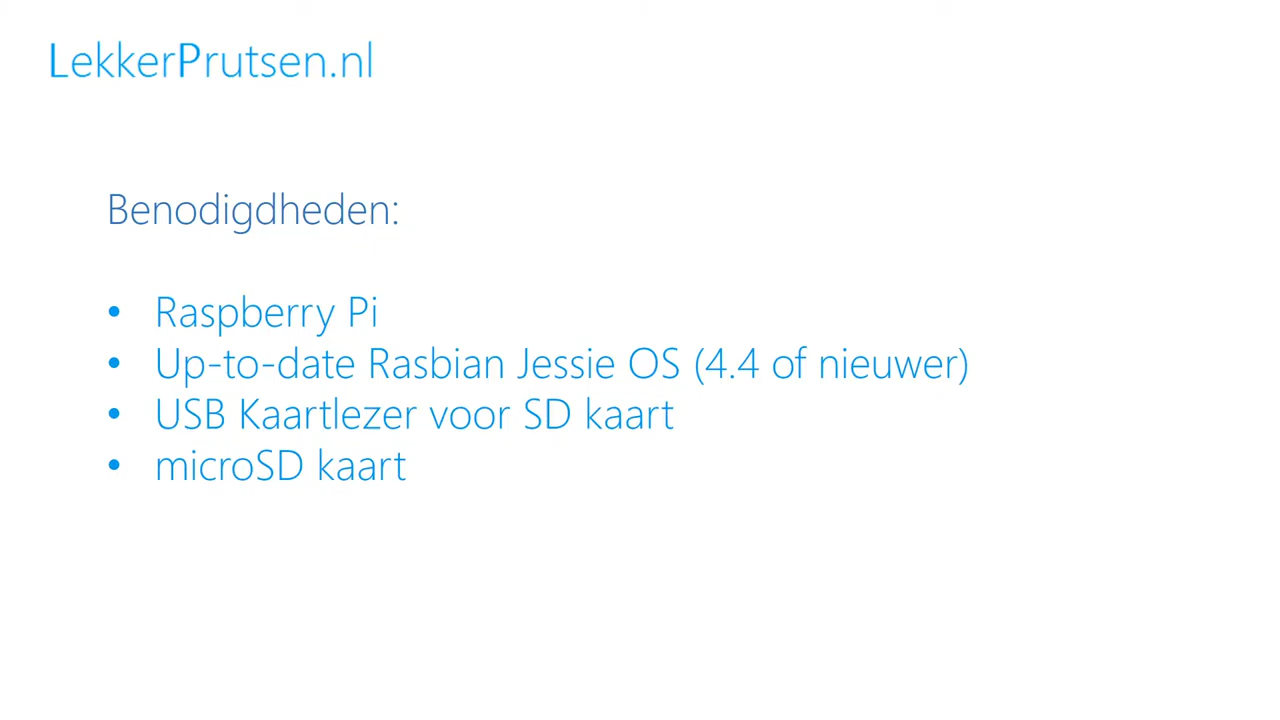 LekkerPrutsen.nl
Benodigdheden:
• Raspberry Pi
• Up-to-date Rasbian Jessie OS (4.4 of nieuwer)
• USB Kaartlezer voor SD kaart
• microSD kaart